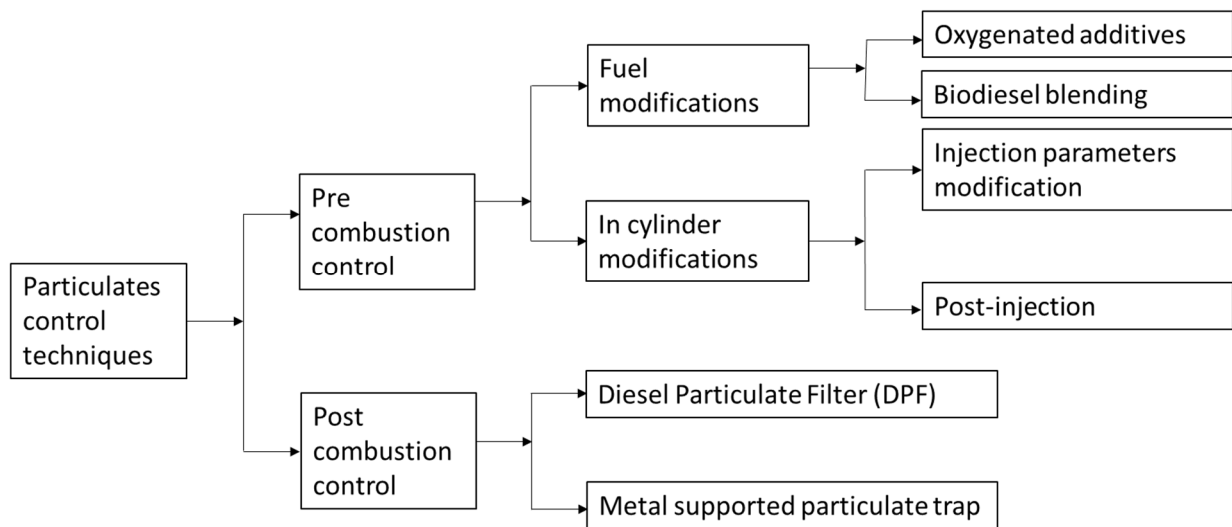 Particulates
control
techniques
Pre
combustion
control
Post
combustion
control
Fuel
modifications
In cylinder
modifications
Diesel Particulate Filter (DPF)
Metal supported particulate trap
Oxygenated additives
Biodiesel blending
Injection parameters
modification
Post-injection